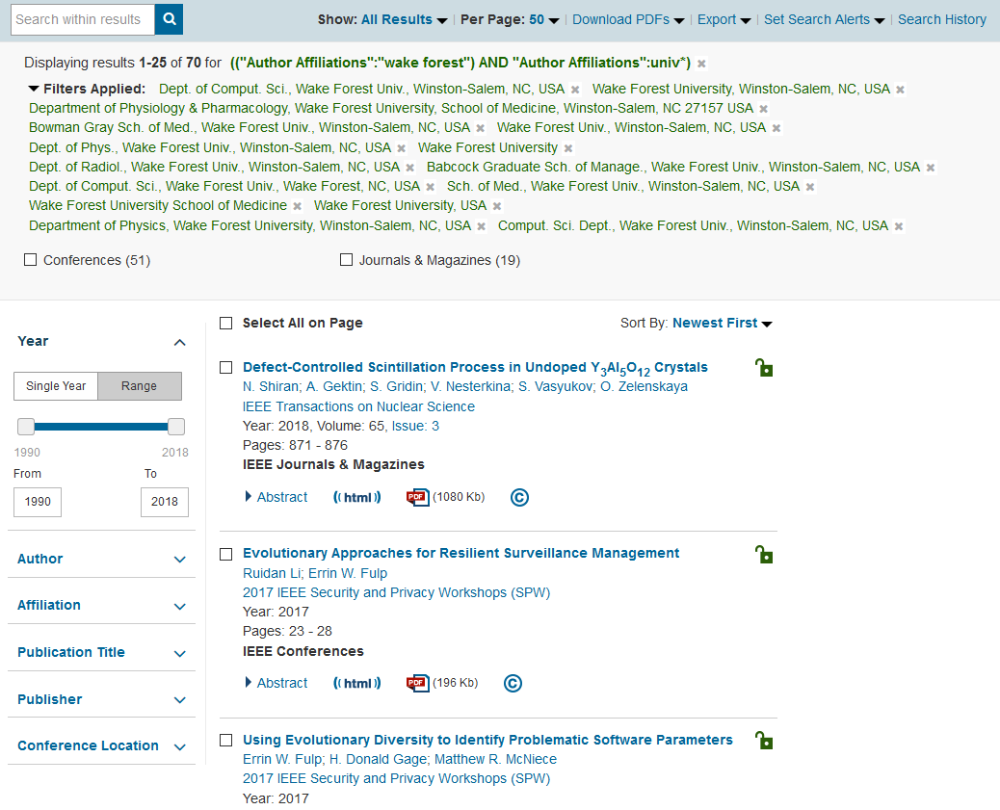 Search within results Show: All Results | Per Page: 50 | Download PDFs | Export | Set Search Alerts | Search History
Displaying results 1-25 of 70 for (("Author Affiliations":"wake forest") AND "Author Affiliations":univ*) ✖
Filters Applied: Dept. of Comput. Sci., Wake Forest Univ., Winston-Salem, NC, USA ✖ Wake Forest University, Winston-Salem, NC, USA ✖
Department of Physiology & Pharmacology, Wake Forest University, School of Medicine, Winston-Salem, NC 27157 USA ✖
Bowman Gray Sch. of Med., Wake Forest Univ., Winston-Salem, NC, USA ✖ Wake Forest Univ., Winston-Salem, NC, USA ✖
Dept. of Phys., Wake Forest Univ., Winston-Salem, NC, USA ✖ Wake Forest University ✖
Dept. of Radiol., Wake Forest Univ., Winston-Salem, NC, USA ✖ Babcock Graduate Sch. of Manage., Wake Forest Univ., Winston-Salem, NC, USA ✖
Dept. of Comput. Sci., Wake Forest Univ., Wake Forest, NC, USA ✖ Sch. of Med., Wake Forest Univ., Winston-Salem, NC, USA ✖
Wake Forest University School of Medicine ✖ Wake Forest University, USA ✖
Department of Physics, Wake Forest University, Winston-Salem, NC, USA ✖ Comput. Sci. Dept., Wake Forest Univ., Winston-Salem, NC, USA ✖
Conferences (51) Journals & Magazines (19)
Year
Single Year Range
1990 2018
From To
1990 2018
Author
Affiliation
Publication Title
Publisher
Conference Location
Select All on Page Sort By: Newest First
Defect-Controlled Scintillation Process in Undoped Y3Al5O12 Crystals
N. Shiran; A. Gektin; S. Gridin; V. Nesterkina; S. Vasyukov; O. Zelenskaya
IEEE Transactions on Nuclear Science
Year: 2018, Volume: 65, Issue: 3
Pages: 871 - 876
IEEE Journals & Magazines
Abstract ((html)) PDF (1080 Kb) ©
Evolutionary Approaches for Resilient Surveillance Management
Ruidan Li; Errin W. Fulp
2017 IEEE Security and Privacy Workshops (SPW)
Year: 2017
Pages: 23 - 28
IEEE Conferences
Abstract ((html)) PDF (196 Kb) ©
Using Evolutionary Diversity to Identify Problematic Software Parameters
Errin W. Fulp; H. Donald Gage; Matthew R. McNiece
2017 IEEE Security and Privacy Workshops (SPW)
Year: 2017